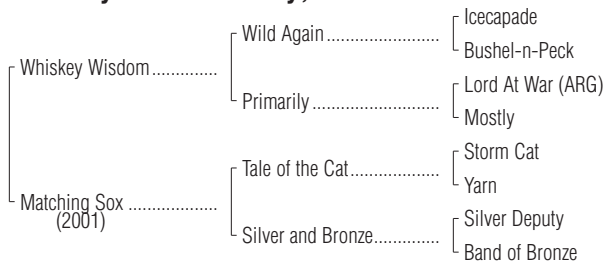 Icecapade
Wild Again
Bushel-n-Peck
Whiskey Wisdom
Lord At War (ARG)
Primarily
Mostly
Storm Cat
Tale of the Cat
Yarn
Matching Sox
(2001)
Silver Deputy
Silver and Bronze
Band of Bronze